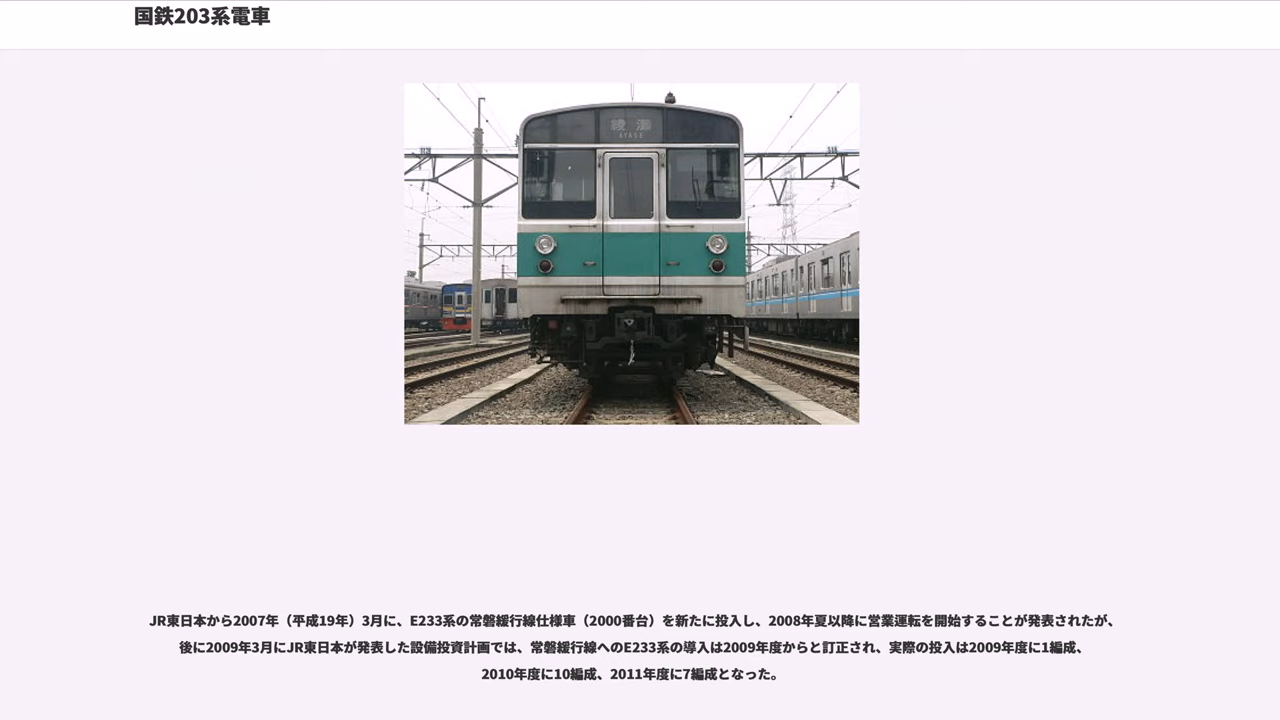 国鉄203系電車
綾瀬
AYASE
JR東日本から2007年（平成19年）3月に、E233系の常磐緩行線仕様車（2000番台）を新たに投入し、2008年夏以降に営業運転を開始することが発表されたが、
後に2009年3月にJR東日本が発表した設備投資計画では、常磐緩行線へのE233系の導入は2009年度からと訂正され、実際の投入は2009年度に1編成、
2010年度に10編成、2011年度に7編成となった。